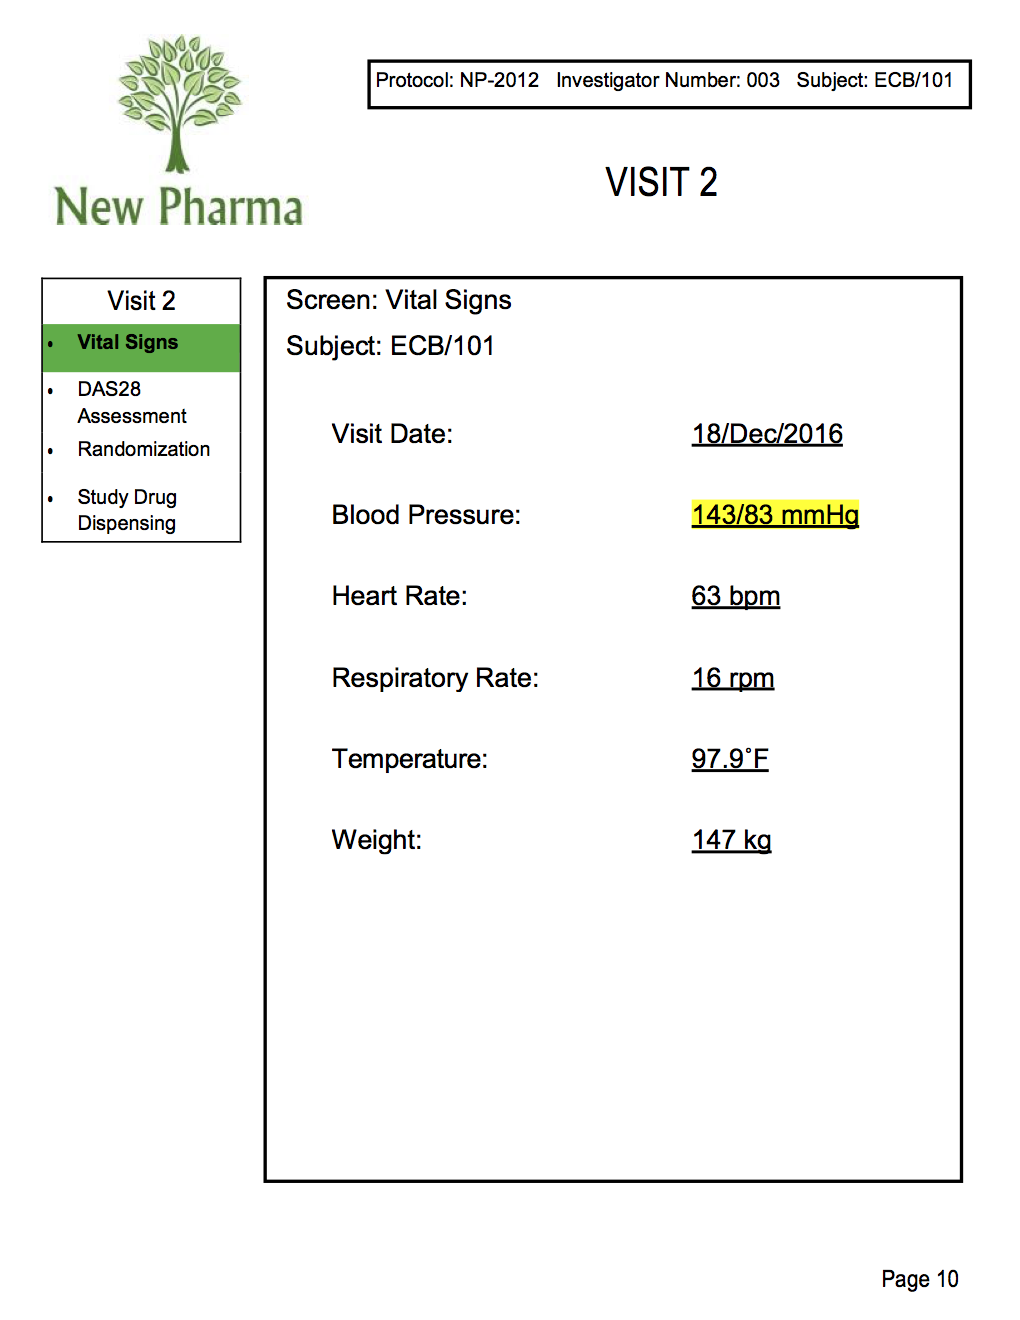 New Pharma
Protocol: NP-2012 Investigator Number: 003 Subject: ECB/101
VISIT 2
Visit 2
• Vital Signs
• DAS28
Assessment
• Randomization
• Study Drug
Dispensing
Screen: Vital Signs
Subject: ECB/101
Visit Date: 18/Dec/2016
Blood Pressure: 143/83 mmHg
Heart Rate: 63 bpm
Respiratory Rate: 16 rpm
Temperature: 97.9˚F
Weight: 147 kg
Page 10